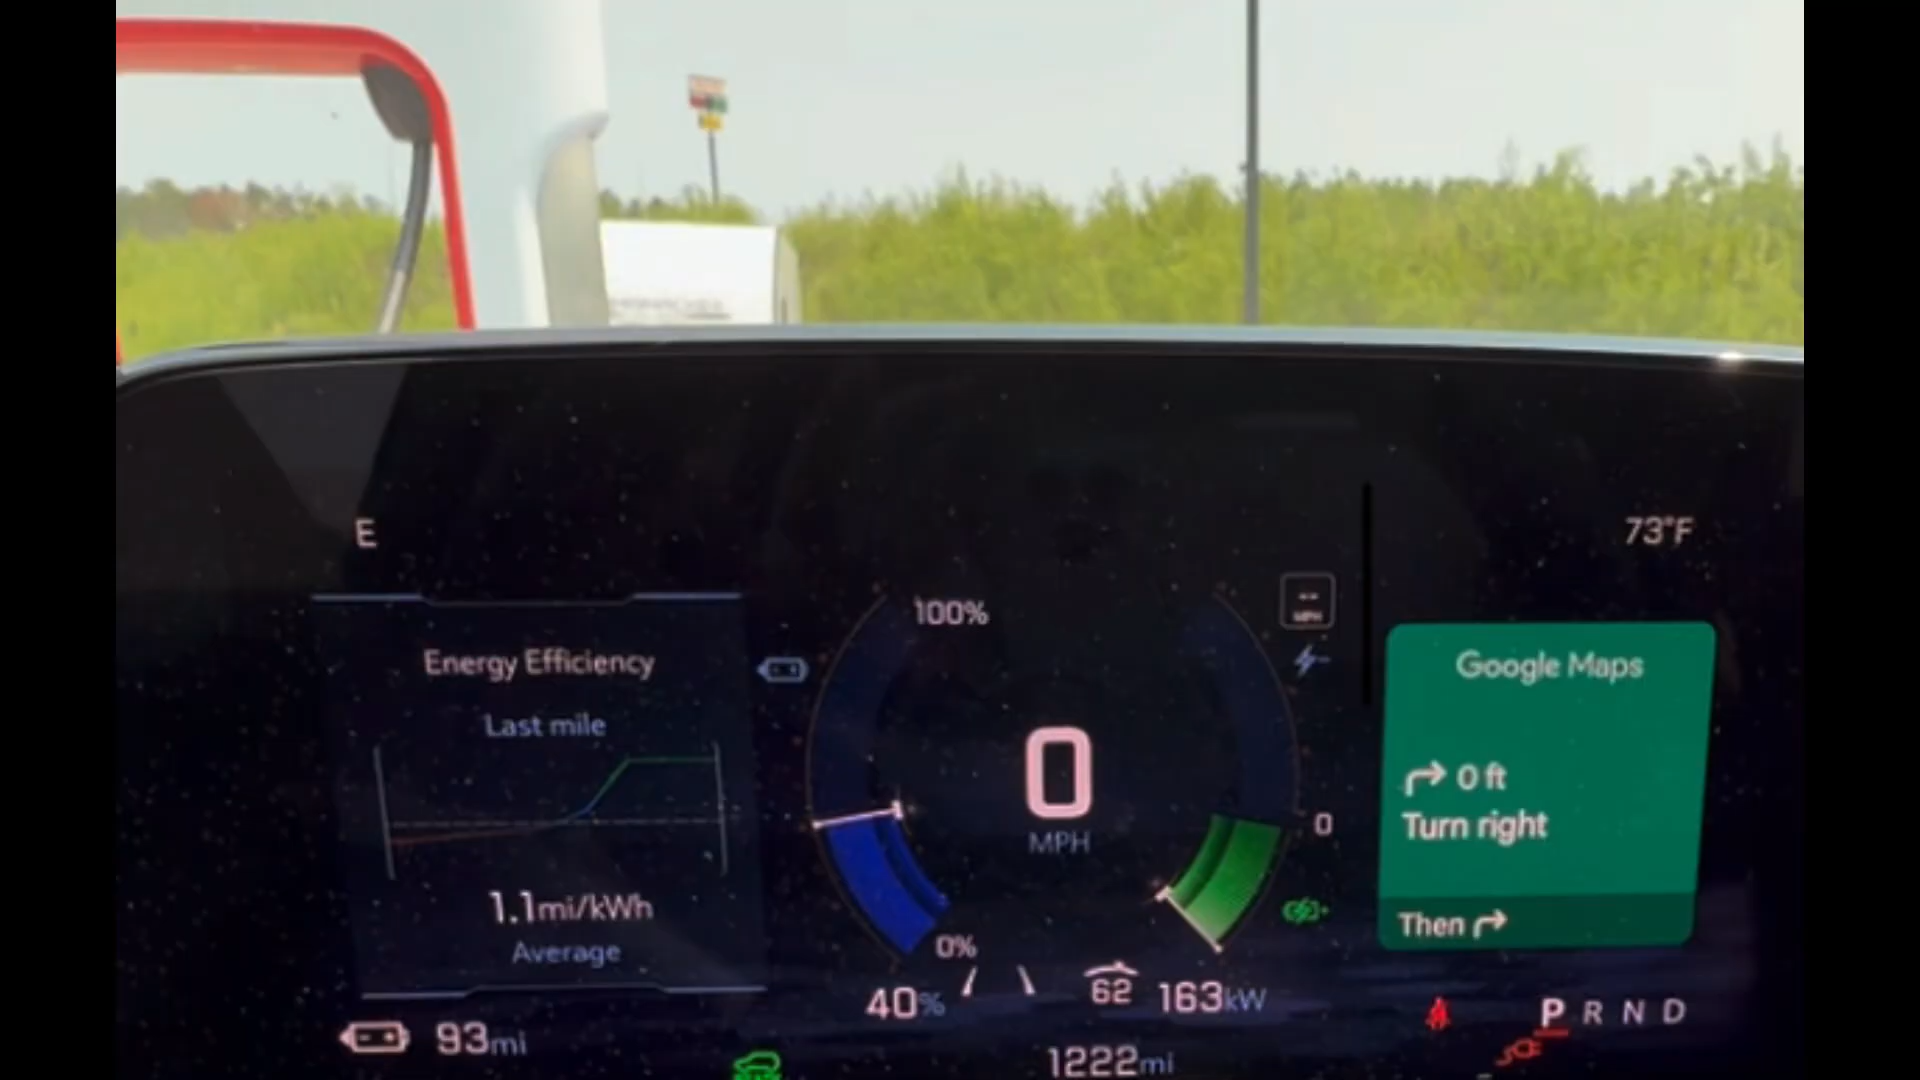 E
73°F
Energy Efficiency
Last mile
1.1mi/kWh
Average
93mi
100%
0%
40%
0
MPH
62
163kW
1222mi
--
MPH
0
Google Maps
0 ft
Turn right
Then
P R N D